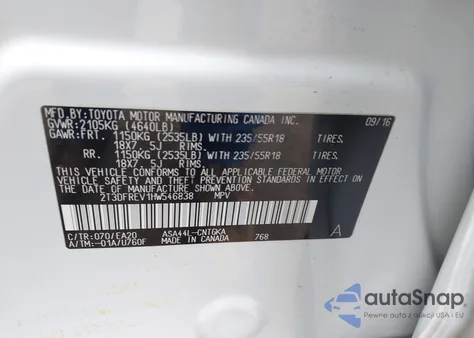 MFD. BY: TOYOTA MOTOR MANUFACTURING CANADA INC. 09/16
GVWR: 2105KG (4640LB)
GAWR: FRT. 1150KG (2535LB) WITH 235/55R18 TIRES.
18X7. 5J RIMS.
RR. 1150KG (2535LB) WITH 235/55R18 TIRES.
18X7. 5J RIMS.
THIS VEHICLE CONFORMS TO ALL APPLICABLE FEDERAL MOTOR
VEHICLE SAFETY AND THEFT PREVENTION STANDARDS IN EFFECT
ON THE DATE OF MANUFACTURE SHOWN ABOVE.
2T3DFREV1HW546838 MPV
C/TR:070/EA20 ASA44L-CNTGKA
A/TM:-01A/U760F MADE IN CANADA 768 A
autaSnap
Pewne auta z aukcji w USA